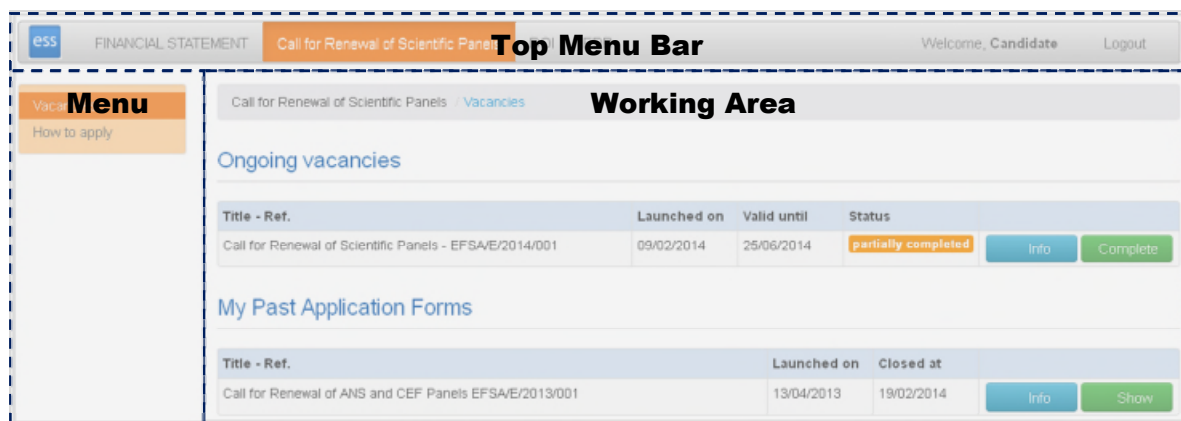 ess FINANCIAL STATEMENT Call for Renewal of Scientific Panels Top Menu Bar Welcome, Candidate Logout
Menu
How to apply
Call for Renewal of Scientific Panels / Vacancies Working Area
Ongoing vacancies
Title - Ref. Launched on Valid until Status
Call for Renewal of Scientific Panels - EFSA/E/2014/001 09/02/2014 25/06/2014 partially completed Info Complete
My Past Application Forms
Title - Ref. Launched on Closed at
Call for Renewal of ANS and CEF Panels EFSA/E/2013/001 13/04/2013 19/02/2014 Info Show